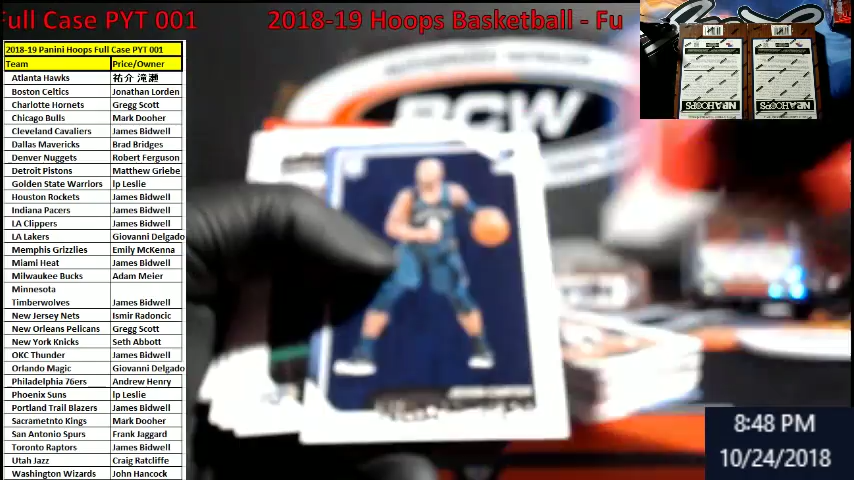 Full Case PYT 001
2018-19 Hoops Basketball - Fu
2018-19 Panini Hoops Full Case PYT 001
Team Price/Owner
Atlanta Hawks 祐介 滝瀬
Boston Celtics Jonathan Lorden
Charlotte Hornets Gregg Scott
Chicago Bulls Mark Dooher
Cleveland Cavaliers James Bidwell
Dallas Mavericks Brad Bridges
Denver Nuggets Robert Ferguson
Detroit Pistons Matthew Griebe
Golden State Warriors lp Leslie
Houston Rockets James Bidwell
Indiana Pacers James Bidwell
LA Clippers James Bidwell
LA Lakers Giovanni Delgado
Memphis Grizzlies Emily McKenna
Miami Heat James Bidwell
Milwaukee Bucks Adam Meier
Minnesota
Timberwolves James Bidwell
New Jersey Nets Ismir Radoncic
New Orleans Pelicans Gregg Scott
New York Knicks Seth Abbott
OKC Thunder James Bidwell
Orlando Magic Giovanni Delgado
Philadelphia 76ers Andrew Henry
Phoenix Suns lp Leslie
Portland Trail Blazers James Bidwell
Sacrametnto Kings Mark Dooher
San Antonio Spurs Frank Jaggard
Toronto Raptors James Bidwell
Utah Jazz Craig Ratcliffe
Washington Wizards John Hancock
BCW
NBA HOOPS
NBA HOOPS
8:48 PM
10/24/2018